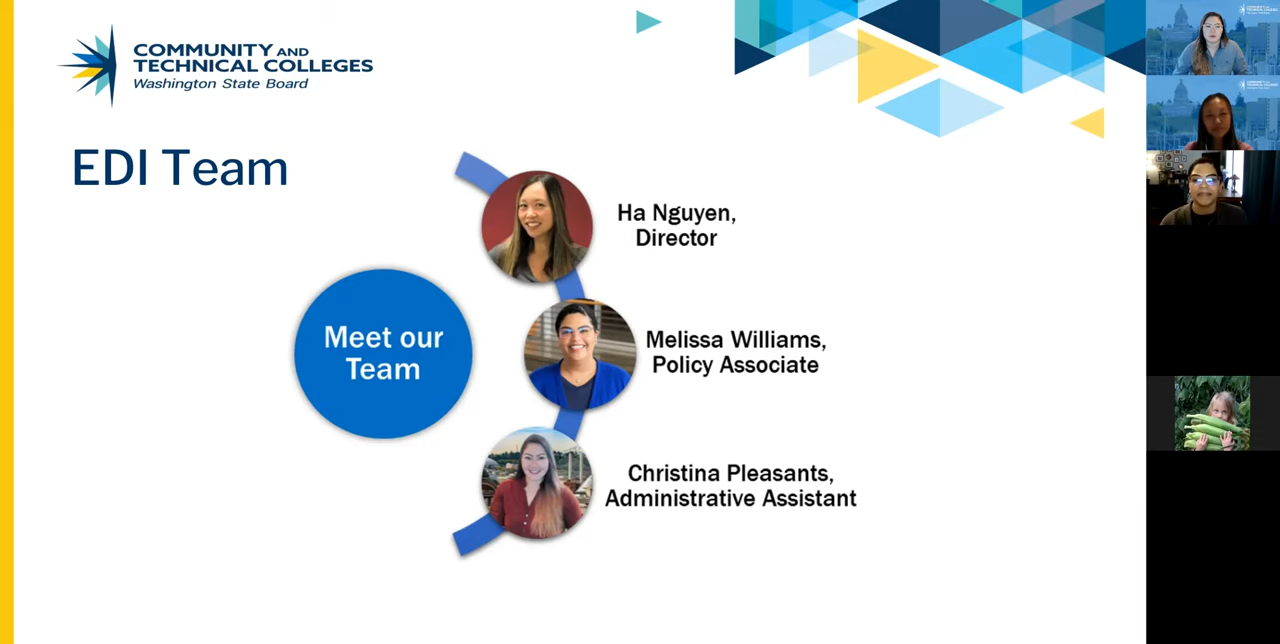 COMMUNITY AND
TECHNICAL COLLEGES
Washington State Board
EDI Team
Meet our
Team
Ha Nguyen,
Director
Melissa Williams,
Policy Associate
Christina Pleasants,
Administrative Assistant